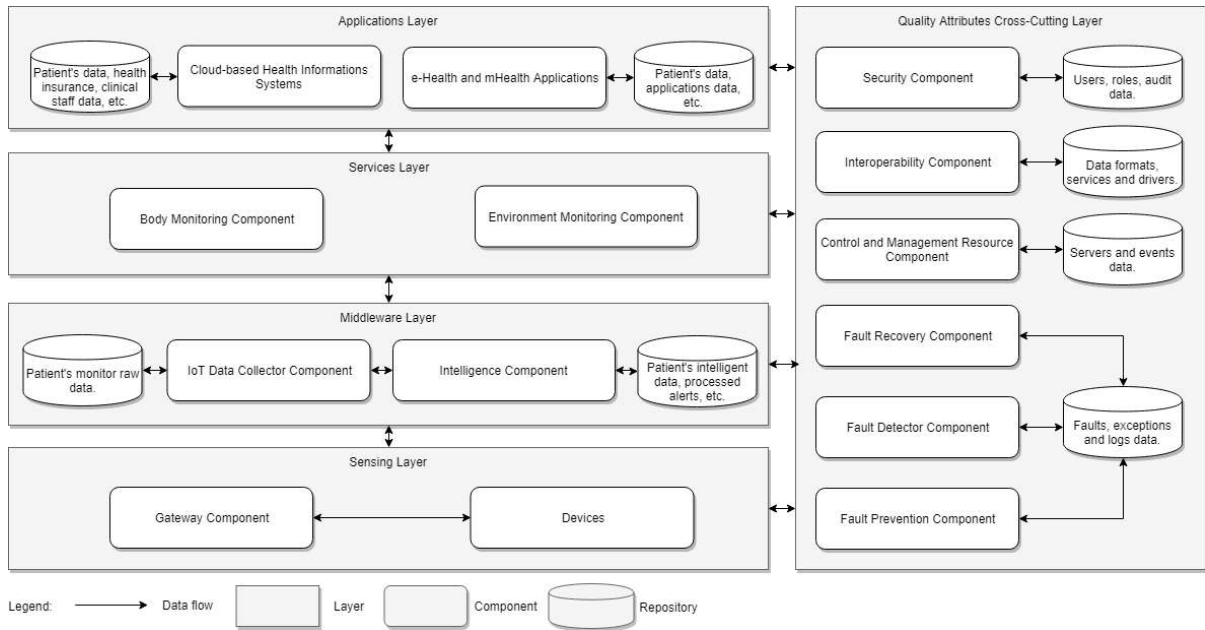 Applications Layer
Patient's data, health
insurance, clinical
staff data, etc.
Cloud-based Health Informations
Systems
e-Health and mHealth Applications
Patient's data,
applications data,
etc.
Services Layer
Body Monitoring Component
Environment Monitoring Component
Middleware Layer
Patient's monitor raw
data.
IoT Data Collector Component
Intelligence Component
Patient's intelligent
data, processed
alerts, etc.
Sensing Layer
Gateway Component
Devices
Quality Attributes Cross-Cutting Layer
Security Component
Users, roles, audit
data.
Interoperability Component
Data formats,
services and drivers.
Control and Management Resource
Component
Servers and events
data.
Fault Recovery Component
Fault Detector Component
Faults, exceptions
and logs data.
Fault Prevention Component
Legend:
Data flow
Layer
Component
Repository